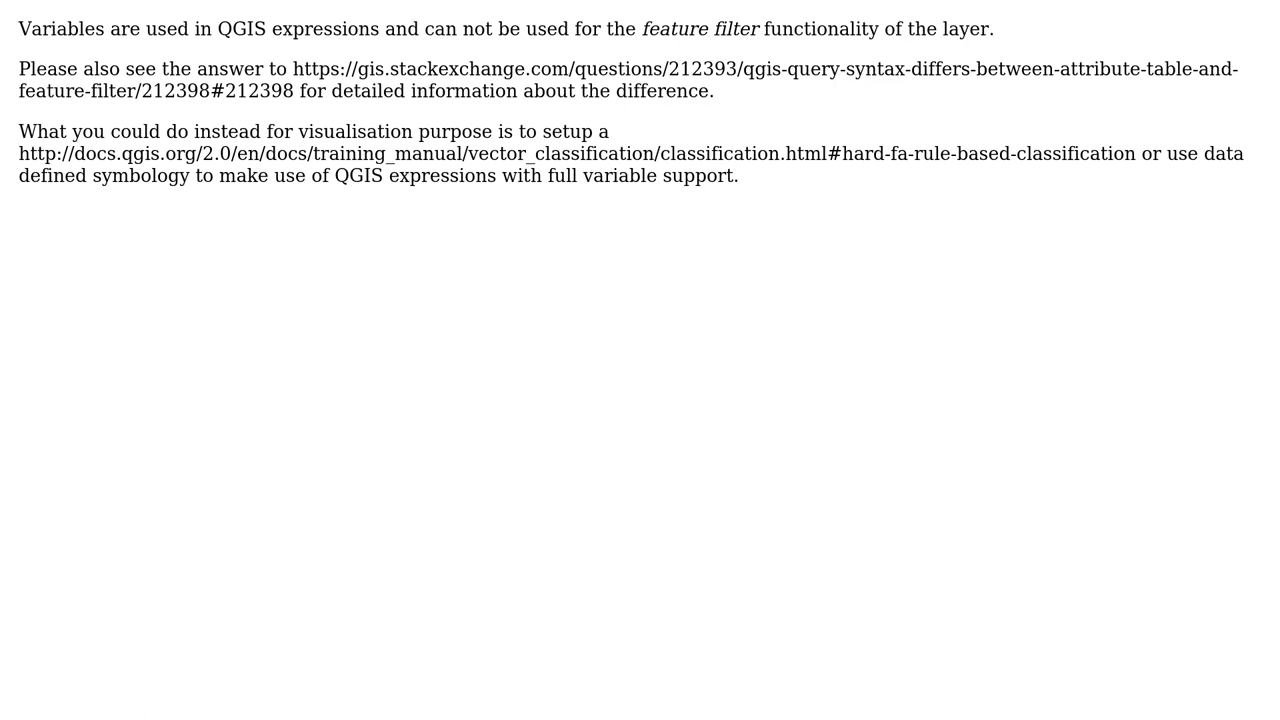 Variables are used in QGIS expressions and can not be used for the feature filter functionality of the layer.
Please also see the answer to https://gis.stackexchange.com/questions/212393/qgis-query-syntax-differs-between-attribute-table-and-
feature-filter/212398#212398 for detailed information about the difference.
What you could do instead for visualisation purpose is to setup a
http://docs.qgis.org/2.0/en/docs/training_manual/vector_classification/classification.html#hard-fa-rule-based-classification or use data
defined symbology to make use of QGIS expressions with full variable support.